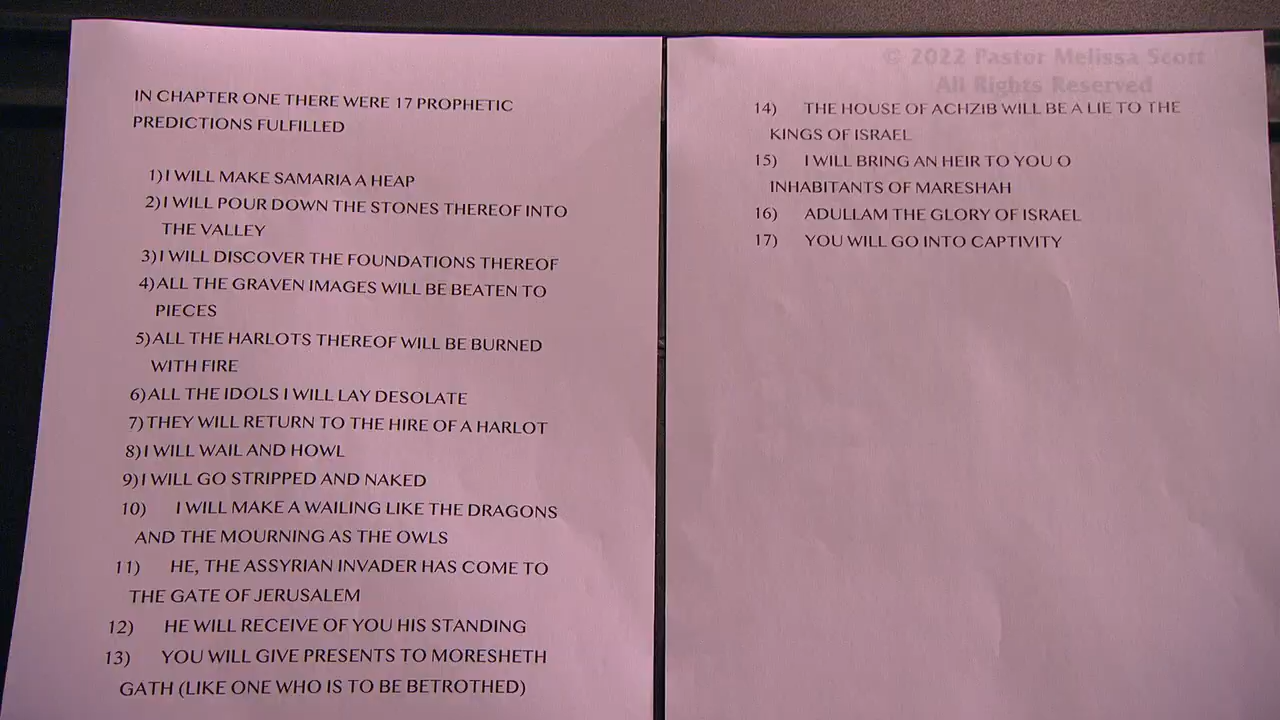 IN CHAPTER ONE THERE WERE 17 PROPHETIC
PREDICTIONS FULFILLED
1) I WILL MAKE SAMARIA A HEAP
2) I WILL POUR DOWN THE STONES THEREOF INTO
THE VALLEY
3) I WILL DISCOVER THE FOUNDATIONS THEREOF
4) ALL THE GRAVEN IMAGES WILL BE BEATEN TO
PIECES
5) ALL THE HARLOTS THEREOF WILL BE BURNED
WITH FIRE
6) ALL THE IDOLS I WILL LAY DESOLATE
7) THEY WILL RETURN TO THE HIRE OF A HARLOT
8) I WILL WAIL AND HOWL
9) I WILL GO STRIPPED AND NAKED
10) I WILL MAKE A WAILING LIKE THE DRAGONS
AND THE MOURNING AS THE OWLS
11) HE, THE ASSYRIAN INVADER HAS COME TO
THE GATE OF JERUSALEM
12) HE WILL RECEIVE OF YOU HIS STANDING
13) YOU WILL GIVE PRESENTS TO MORESHETH
GATH (LIKE ONE WHO IS TO BE BETROTHED)
© 2022 Pastor Melissa Scott
All Rights Reserved
14) THE HOUSE OF ACHZIB WILL BE A LIE TO THE
KINGS OF ISRAEL
15) I WILL BRING AN HEIR TO YOU O
INHABITANTS OF MARESHAH
16) ADULLAM THE GLORY OF ISRAEL
17) YOU WILL GO INTO CAPTIVITY